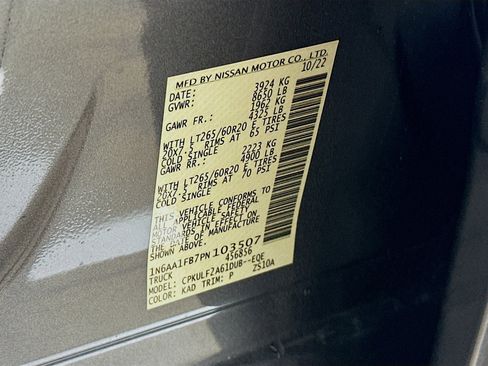 MFD BY NISSAN MOTOR CO., LTD.
DATE: 10/22
GVWR: 3924 KG
8650 LB
GAWR FR.: 1962 KG
4325 LB
WITH LT265/60R20 E TIRES
20X7.5 RIMS AT 65 PSI
COLD SINGLE
GAWR RR.: 2223 KG
4900 LB
WITH LT265/60R20 E TIRES
20X7.5 RIMS AT 70 PSI
COLD SINGLE
THIS VEHICLE CONFORMS TO
ALL APPLICABLE FEDERAL
MOTOR VEHICLE SAFETY
STANDARDS IN EFFECT ON
THE DATE OF MANUFACTURE
SHOWN ABOVE.
1N6AA1FB7PN103507
TRUCK 456856
MODEL: CPKULF2A61DUB--EQE
COLOR: KAD TRIM: P ZS10A